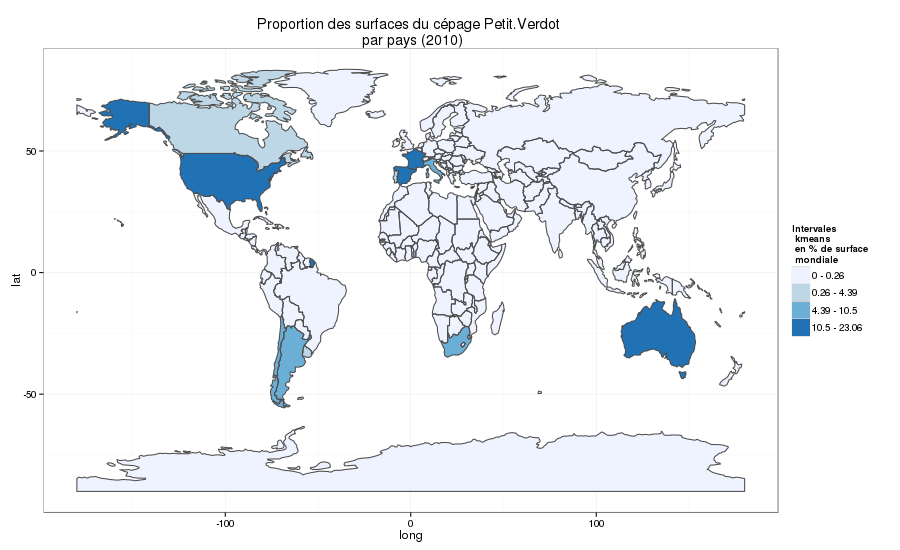 Proportion des surfaces du cépage Petit.Verdot
par pays (2010)
50
0
-50
lat
-100
0
100
long
Intervales
kmeans
en % de surface
mondiale
0 - 0.26
0.26 - 4.39
4.39 - 10.5
10.5 - 23.06